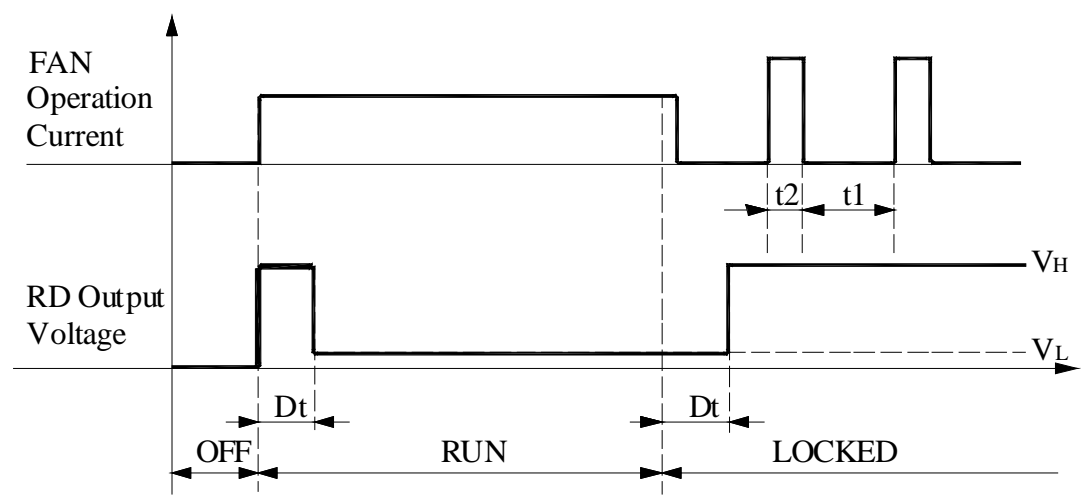 FAN
Operation
Current
t2
t1
VH
RD Output
Voltage
VL
Dt
Dt
OFF
RUN
LOCKED